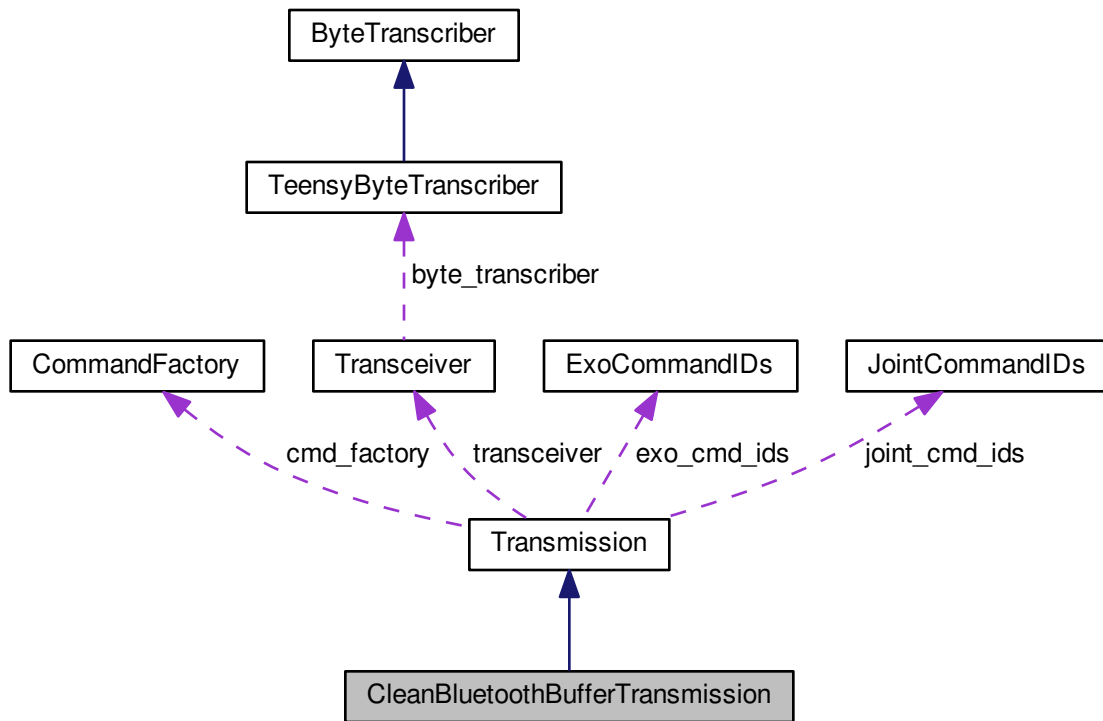 ByteTranscriber
TeensyByteTranscriber
byte_transcriber
CommandFactory
Transceiver
ExoCommandIDs
JointCommandIDs
cmd_factory
transceiver
exo_cmd_ids
joint_cmd_ids
Transmission
CleanBluetoothBufferTransmission